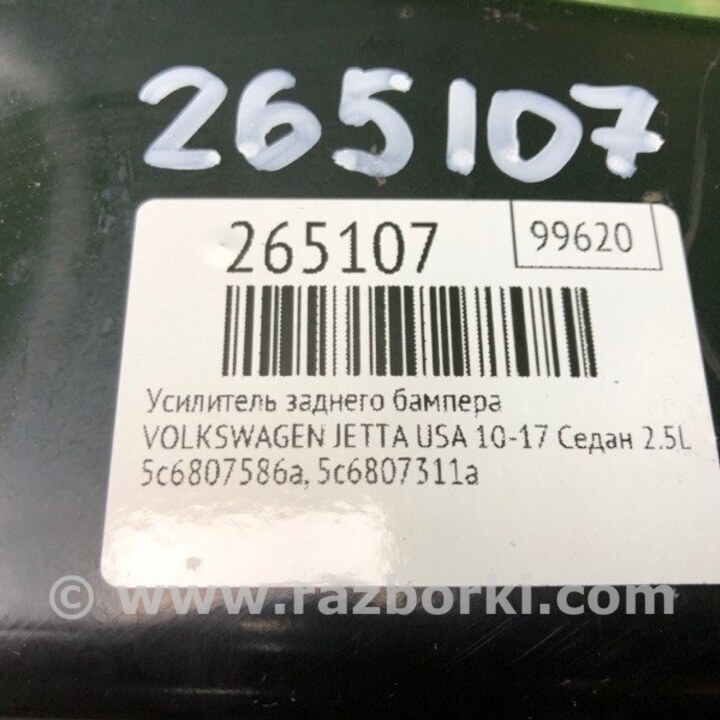 265107
265107 99620
Усилитель заднего бампера
VOLKSWAGEN JETTA USA 10-17 Седан 2.5L
5c6807586a, 5c6807311a
© www.razborki.com